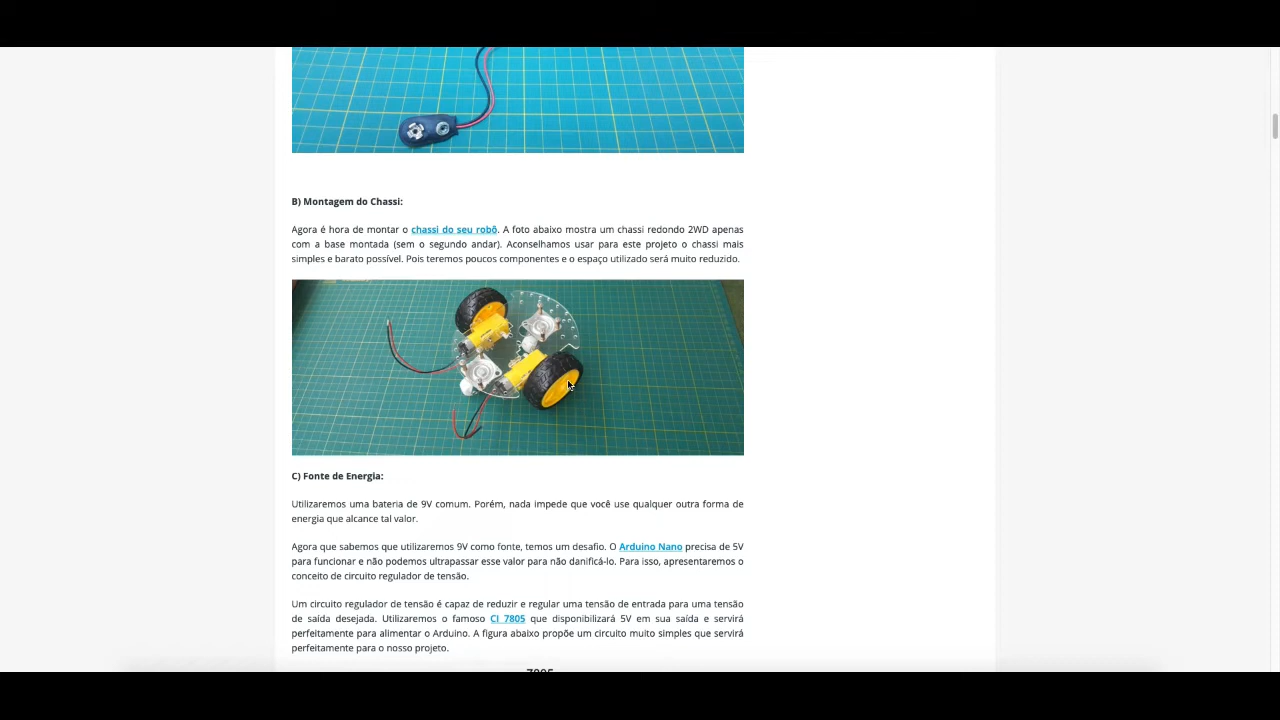 B) Montagem do Chassi:
Agora é hora de montar o chassi do seu robô. A foto abaixo mostra um chassi redondo 2WD apenas
com a base montada (sem o segundo andar). Aconselhamos usar para este projeto o chassi mais
simples e barato possível. Pois teremos poucos componentes e o espaço utilizado será muito reduzido.
C) Fonte de Energia:
Utilizaremos uma bateria de 9V comum. Porém, nada impede que você use qualquer outra forma de
energia que alcance tal valor.
Agora que sabemos que utilizaremos 9V como fonte, temos um desafio. O Arduino Nano precisa de 5V
para funcionar e não podemos ultrapassar esse valor para não danificá-lo. Para isso, apresentaremos o
conceito de circuito regulador de tensão.
Um circuito regulador de tensão é capaz de reduzir e regular uma tensão de entrada para uma tensão
de saída desejada. Utilizaremos o famoso CI 7805 que disponibilizará 5V em sua saída e servirá
perfeitamente para alimentar o Arduino. A figura abaixo propõe um circuito muito simples que servirá
perfeitamente para o nosso projeto.
7805